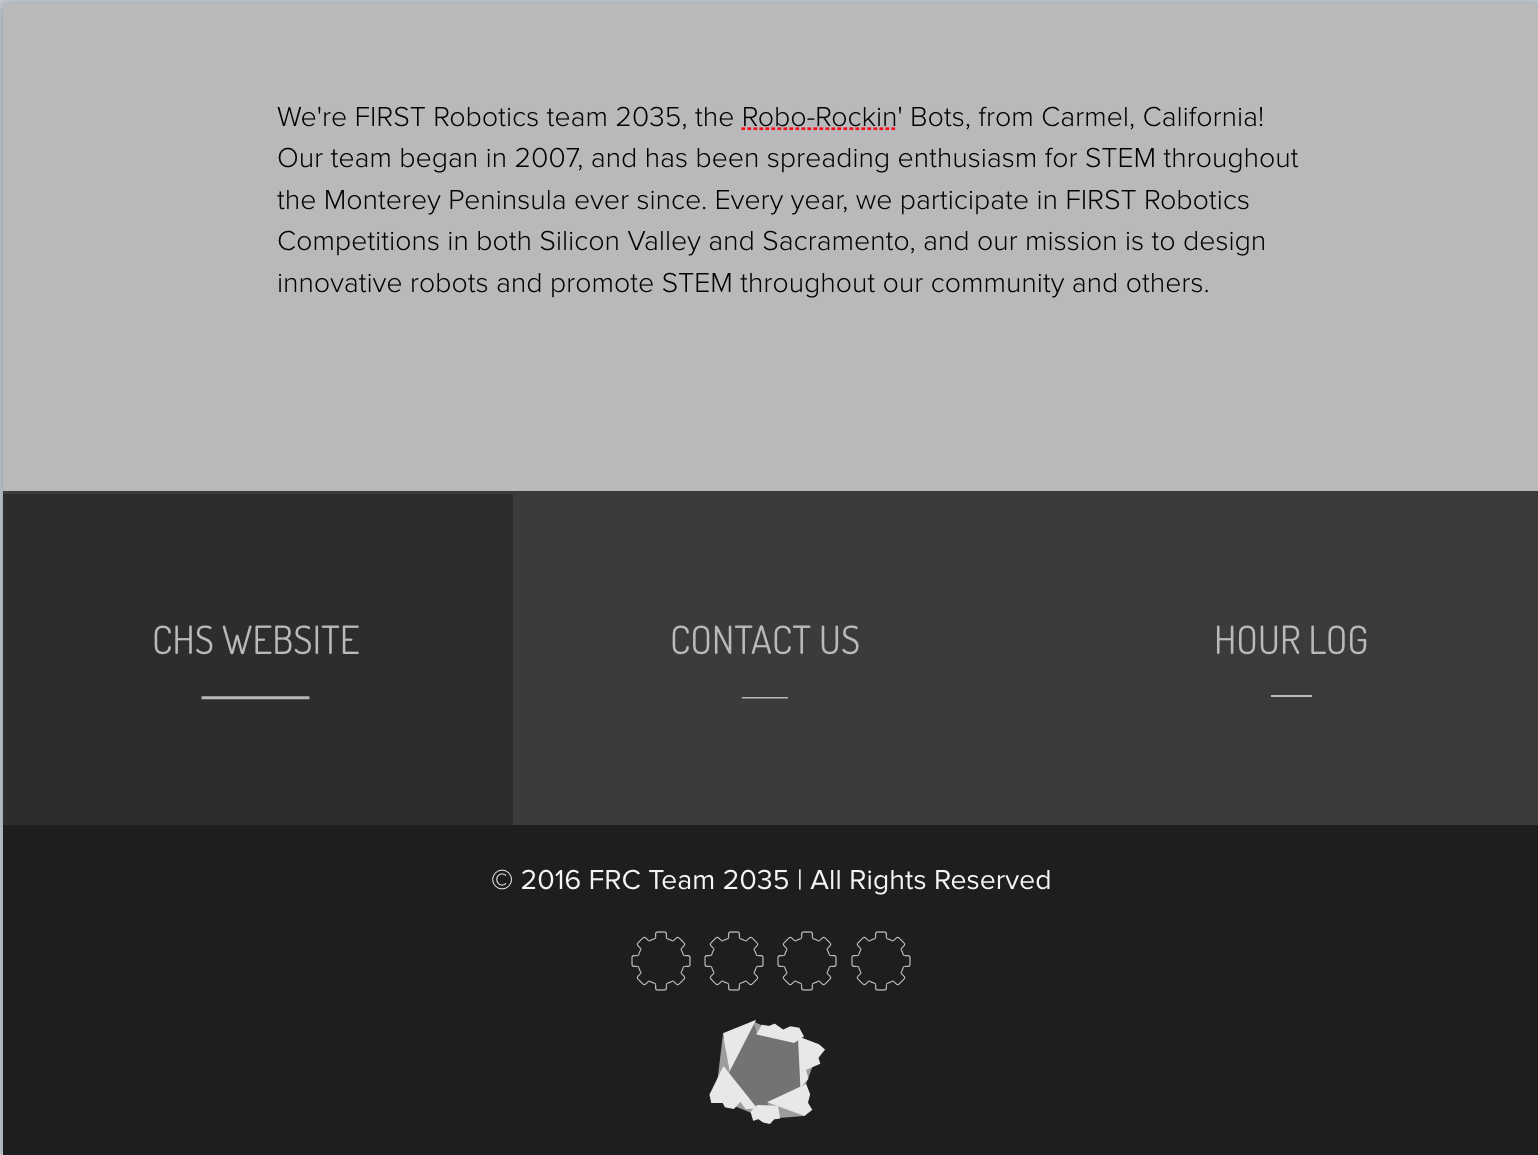 We're FIRST Robotics team 2035, the Robo-Rockin' Bots, from Carmel, California!
Our team began in 2007, and has been spreading enthusiasm for STEM throughout
the Monterey Peninsula ever since. Every year, we participate in FIRST Robotics
Competitions in both Silicon Valley and Sacramento, and our mission is to design
innovative robots and promote STEM throughout our community and others.
CHS WEBSITE
CONTACT US
HOUR LOG
© 2016 FRC Team 2035 | All Rights Reserved